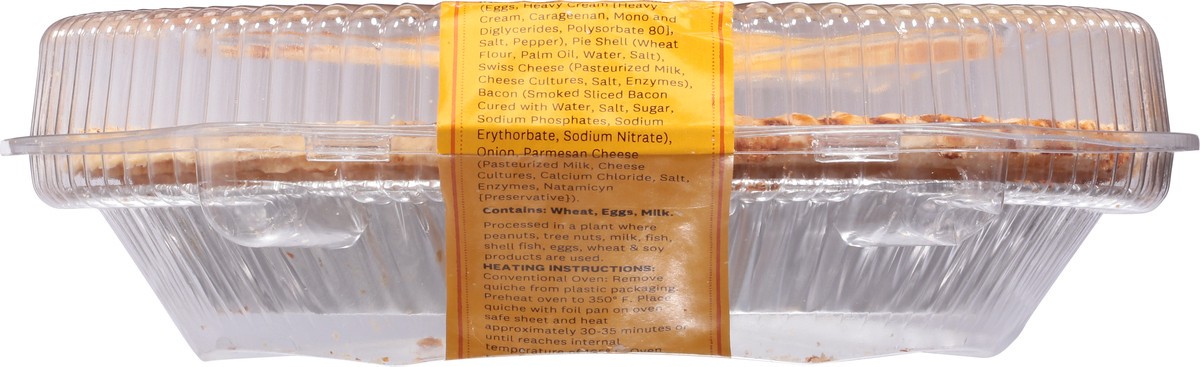 (Eggs, Heavy Cream [Heavy
Cream, Carageenan, Mono and
Diglycerides, Polysorbate 80],
Salt, Pepper), Pie Shell (Wheat
Flour, Palm Oil, Water, Salt),
Swiss Cheese (Pasteurized Milk,
Cheese Cultures, Salt, Enzymes),
Bacon (Smoked Sliced Bacon
Cured with Water, Salt, Sugar,
Sodium Phosphates, Sodium
Erythorbate, Sodium Nitrate),
Onion, Parmesan Cheese
(Pasteurized Milk, Cheese
Cultures, Calcium Chloride, Salt,
Enzymes, Natamicyn
{Preservative}).
Contains: Wheat, Eggs, Milk.
Processed in a plant where
peanuts, tree nuts, milk, fish,
shell fish, eggs, wheat & soy
products are used.
HEATING INSTRUCTIONS:
Conventional Oven: Remove
quiche from plastic packaging.
Preheat oven to 350° F. Place
quiche with foil pan on oven
safe sheet and heat
approximately 30-35 minutes or
until reaches internal
temperature of